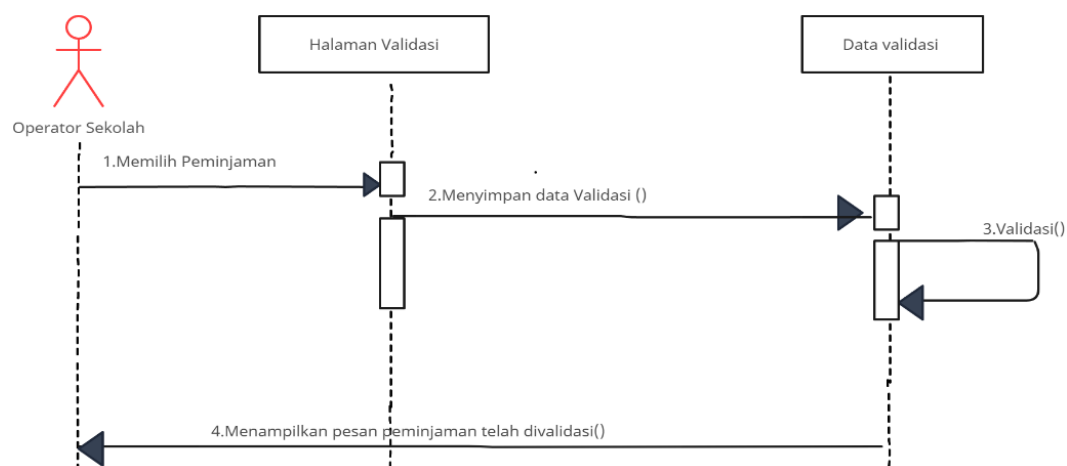 Halaman Validasi
Data validasi
Operator Sekolah
1.Memilih Peminjaman
2.Menyimpan data Validasi ()
3.Validasi()
4.Menampilkan pesan peminjaman telah divalidasi()